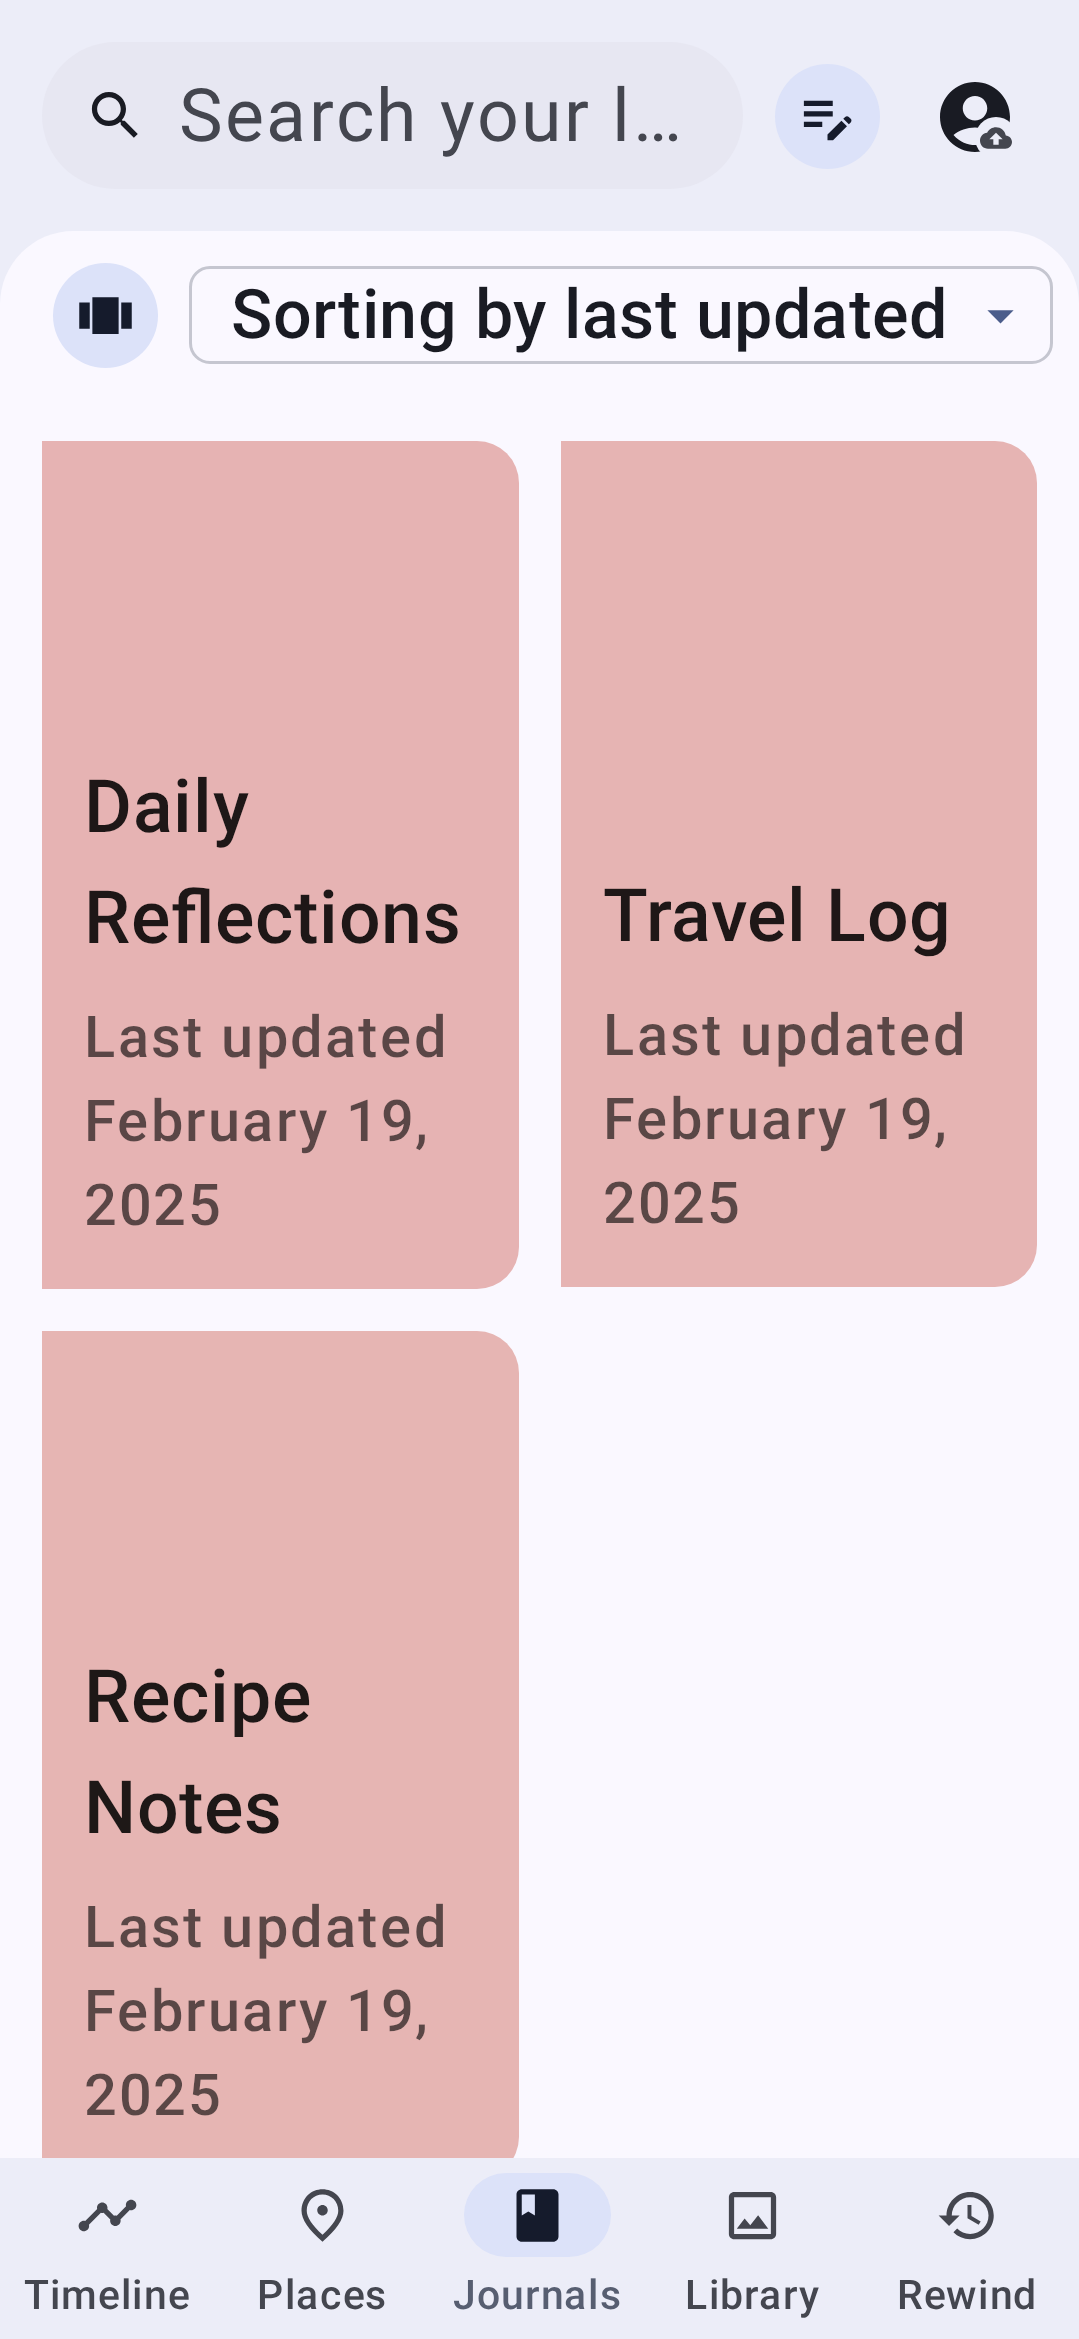 Search your l...
Sorting by last updated
Daily
Reflections
Last updated
February 19,
2025
Travel Log
Last updated
February 19,
2025
Recipe
Notes
Last updated
February 19,
2025
Timeline
Places
Journals
Library
Rewind